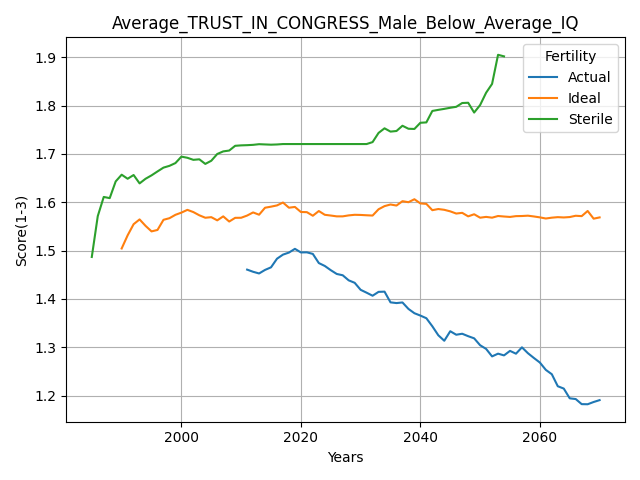 Average_TRUST_IN_CONGRESS_Male_Below_Average_IQ
Score(1-3)
1.9
1.8
1.7
1.6
1.5
1.4
1.3
1.2
Fertility
Actual
Ideal
Sterile
2000
2020
2040
2060
Years